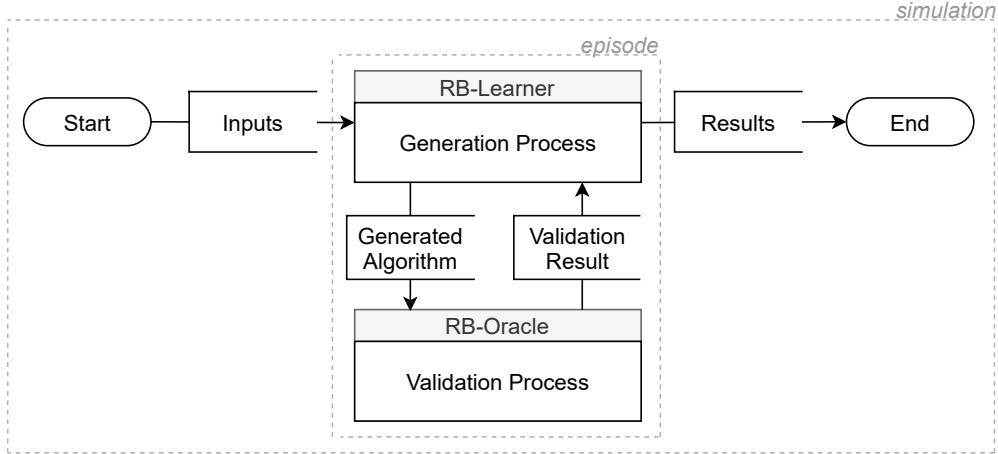 simulation
episode
RB-Learner
Start
Inputs
Generation Process
Results
End
Generated
Algorithm
Validation
Result
RB-Oracle
Validation Process